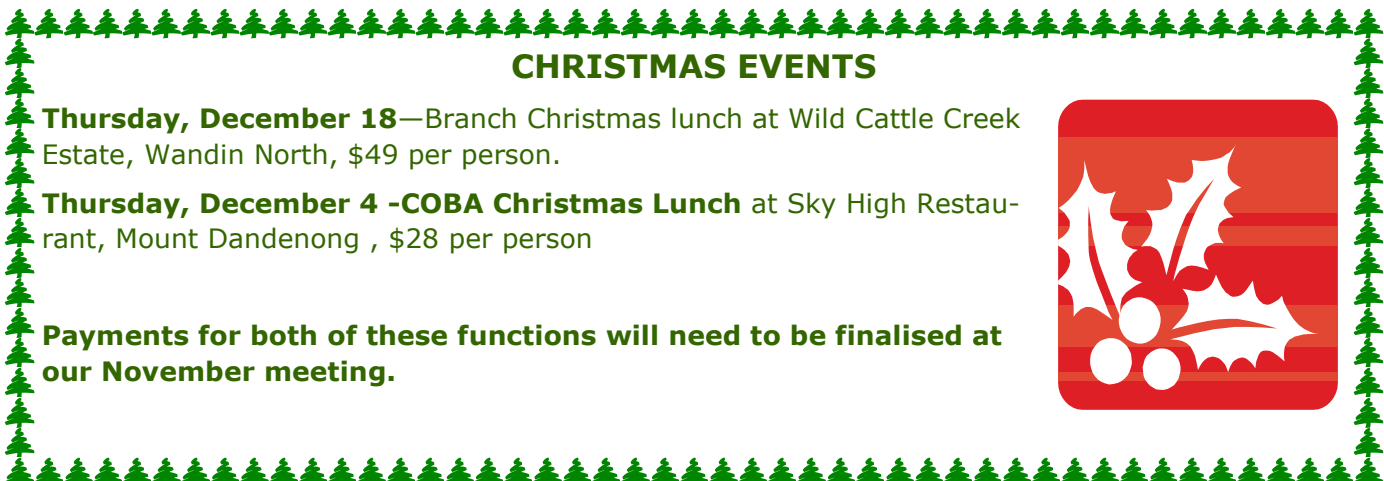 CHRISTMAS EVENTS
Thursday, December 18—Branch Christmas lunch at Wild Cattle Creek
Estate, Wandin North, $49 per person.
Thursday, December 4 -COBA Christmas Lunch at Sky High Restau-
rant, Mount Dandenong , $28 per person
Payments for both of these functions will need to be finalised at
our November meeting.